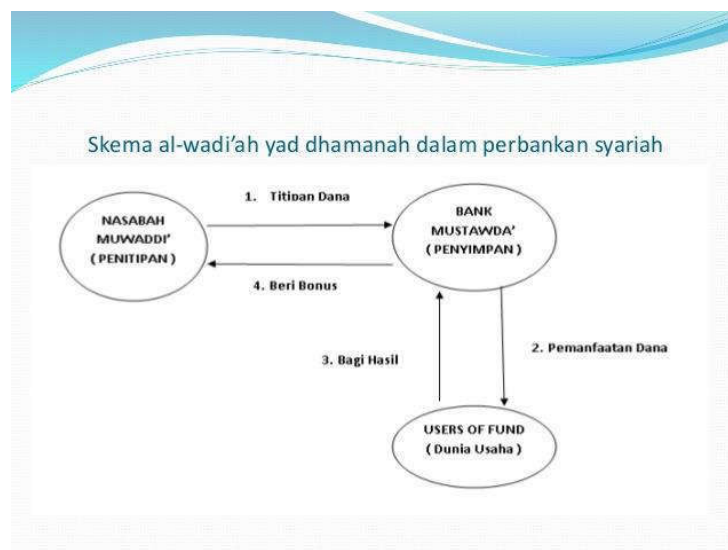 Skema al-wadi'ah yad dhamanah dalam perbankan syariah
1. Titipan Dana
NASABAH
MUWADDI'
( PENITIPAN )
BANK
MUSTAWDA'
( PENYIMPAN )
4. Beri Bonus
3. Bagi Hasil
2. Pemanfaatan Dana
USERS OF FUND
( Dunia Usaha )